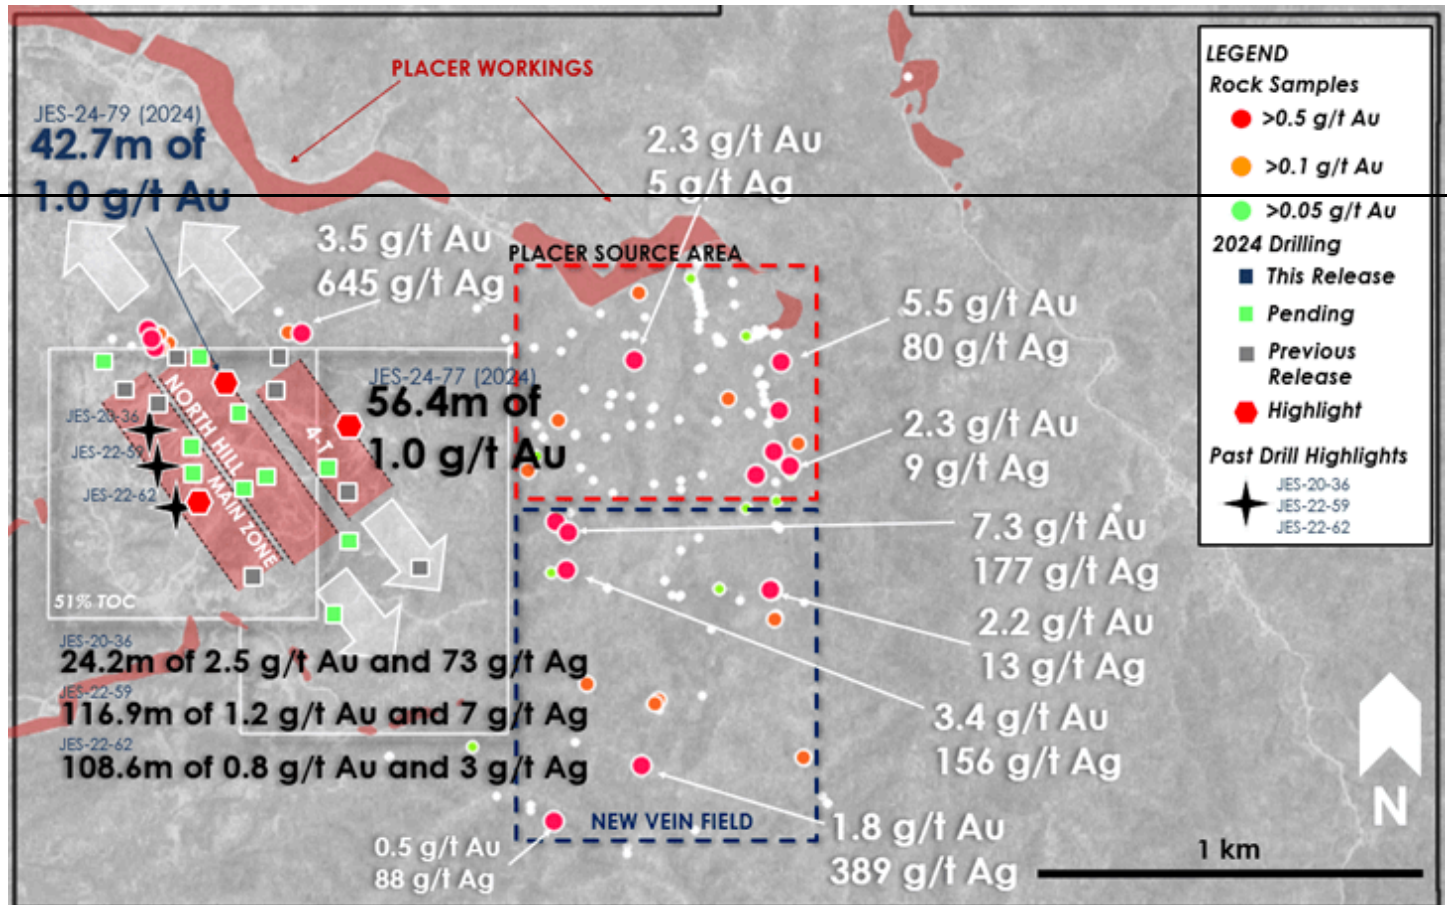 PLACER WORKINGS
JES-24-79 (2024)
42.7m of
1.0 g/t Au
2.3 g/t Au
5 g/t Ag
3.5 g/t Au
645 g/t Ag
PLACER SOURCE AREA
5.5 g/t Au
80 g/t Ag
JES-24-77 (2024)
56.4m of
1.0 g/t Au
NORTH HILL
MAIN ZONE
4-T
JES-20-36
JES-22-59
JES-22-62
2.3 g/t Au
9 g/t Ag
7.3 g/t Au
177 g/t Ag
2.2 g/t Au
13 g/t Ag
51% TOC
JES-20-36
24.2m of 2.5 g/t Au and 73 g/t Ag
JES-22-59
116.9m of 1.2 g/t Au and 7 g/t Ag
JES-22-62
108.6m of 0.8 g/t Au and 3 g/t Ag
3.4 g/t Au
156 g/t Ag
NEW VEIN FIELD
1.8 g/t Au
389 g/t Ag
0.5 g/t Au
88 g/t Ag
1 km
N
LEGEND
Rock Samples
>0.5 g/t Au
>0.1 g/t Au
>0.05 g/t Au
2024 Drilling
This Release
Pending
Previous
Release
Highlight
Past Drill Highlights
JES-20-36
JES-22-59
JES-22-62